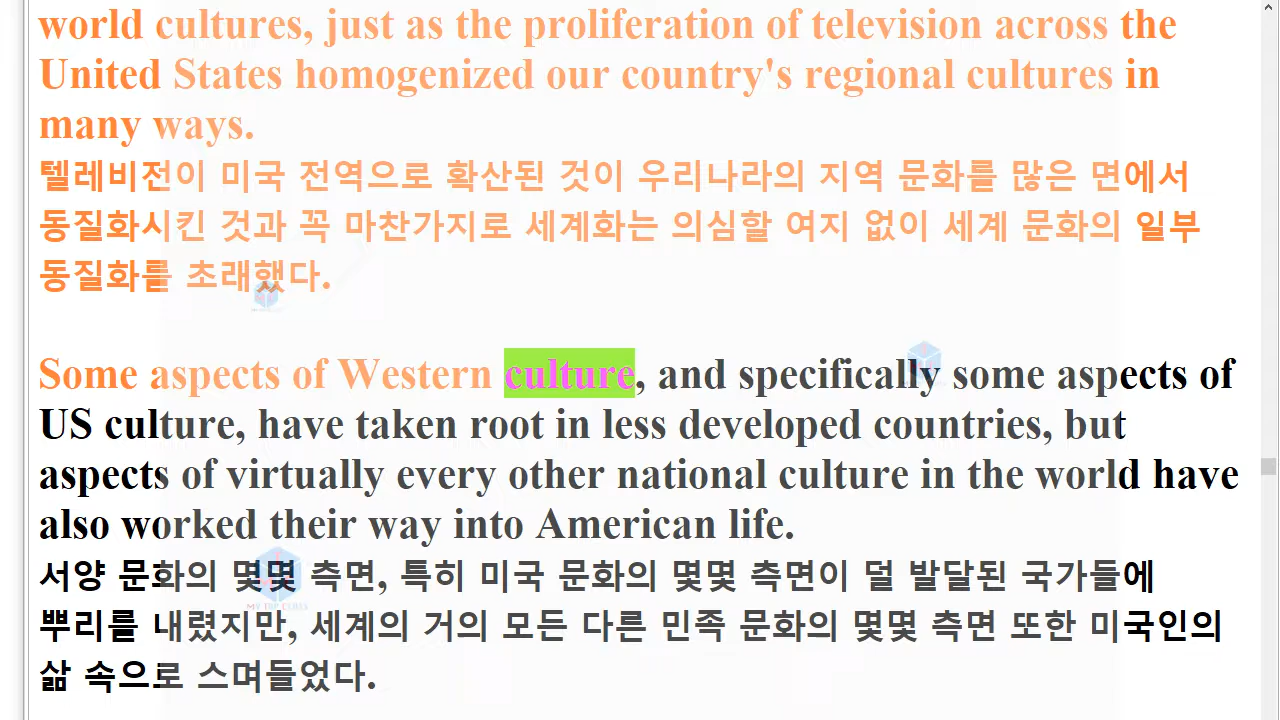 world cultures, just as the proliferation of television across the
United States homogenized our country's regional cultures in
many ways.
텔레비전이 미국 전역으로 확산된 것이 우리나라의 지역 문화를 많은 면에서
동질화시킨 것과 꼭 마찬가지로 세계화는 의심할 여지 없이 세계 문화의 일부
동질화를 초래했다.
Some aspects of Western culture, and specifically some aspects of
US culture, have taken root in less developed countries, but
aspects of virtually every other national culture in the world have
also worked their way into American life.
서양 문화의 몇몇 측면, 특히 미국 문화의 몇몇 측면이 덜 발달된 국가들에
뿌리를 내렸지만, 세계의 거의 모든 다른 민족 문화의 몇몇 측면 또한 미국인의
삶 속으로 스며들었다.
MY TOP CLASS